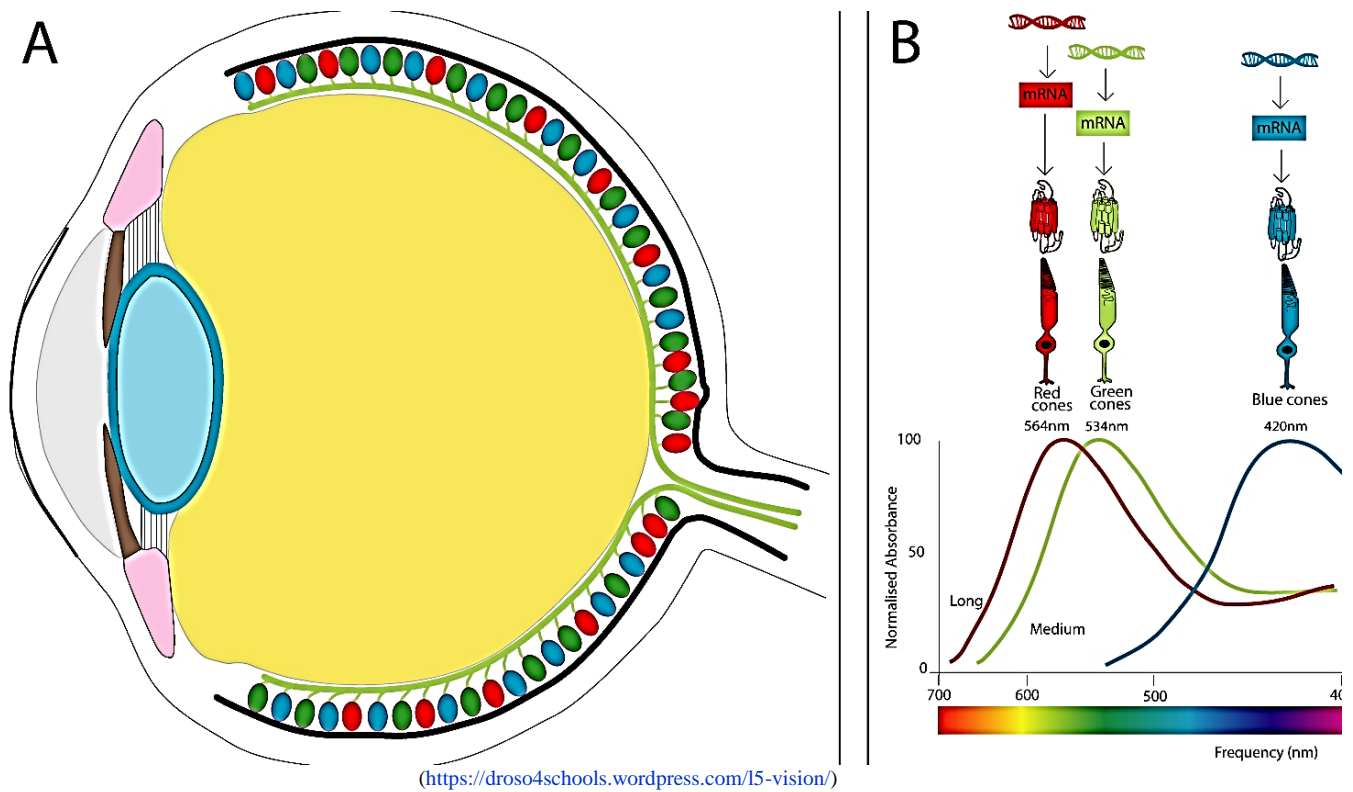 A
B
mRNA
mRNA
mRNA
Red
cones
564nm
Green
cones
534nm
Blue cones
420nm
100
50
0
Normalised Absorbance
Long
Medium
700
600
500
40
Frequency (nm)
(https://droso4schools.wordpress.com/l5-vision/)